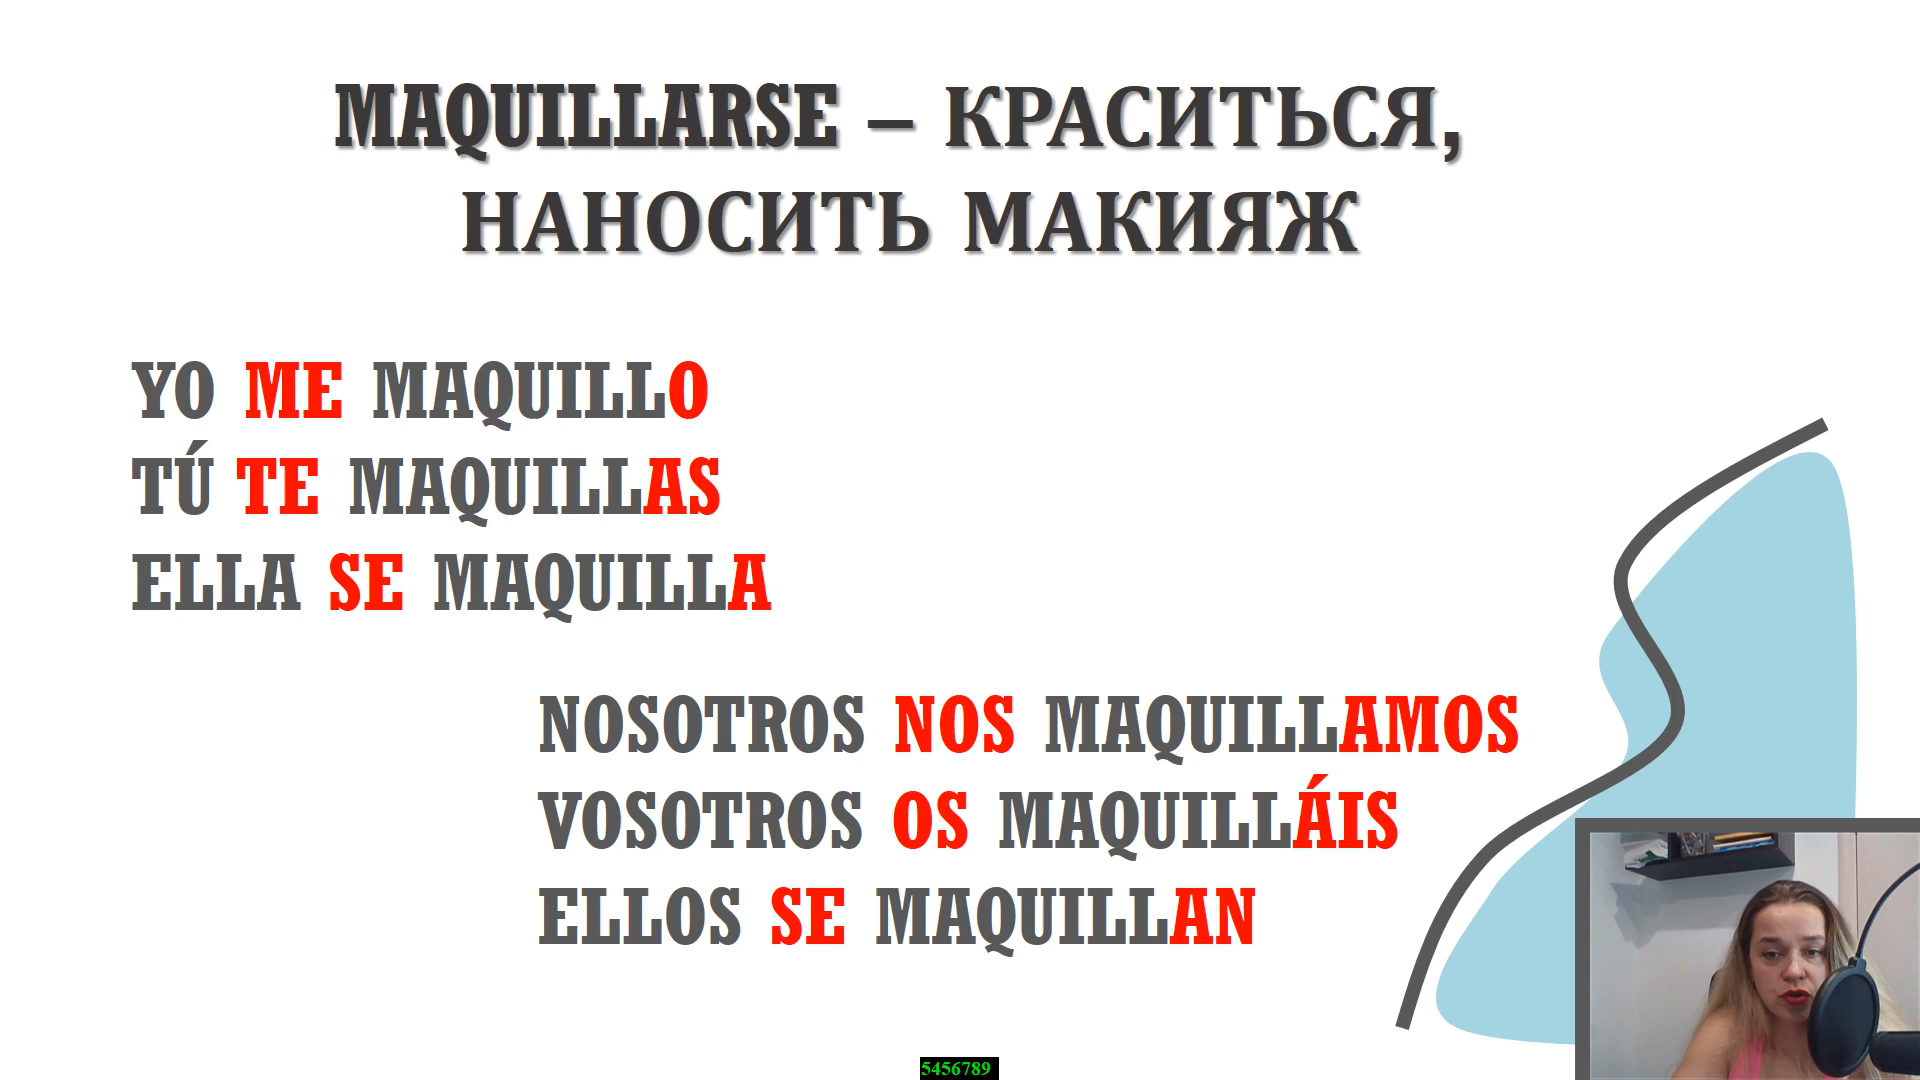 MAQUILLARSE – КРАСИТЬСЯ,
НАНОСИТЬ МАКИЯЖ
YO ME MAQUILLO
TÚ TE MAQUILLAS
ELLA SE MAQUILLA
NOSOTROS NOS MAQUILLAMOS
VOSOTROS OS MAQUILLÁIS
ELLOS SE MAQUILLAN
5456789